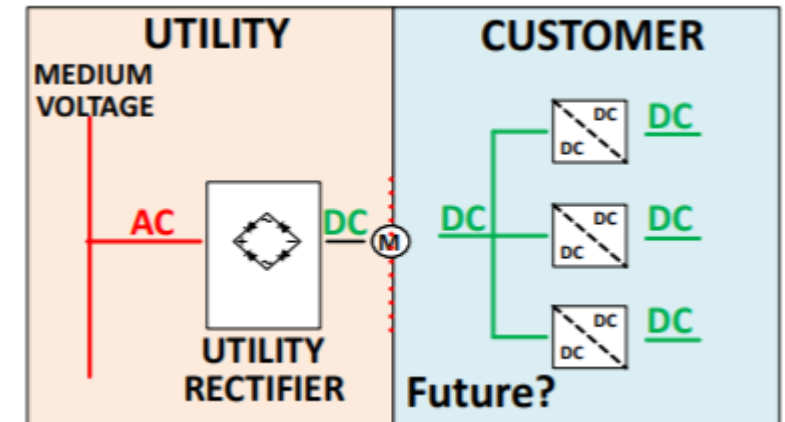 UTILITY
CUSTOMER
MEDIUM
VOLTAGE
AC
DC
M
DC
DC
DC
DC
DC
DC
DC
DC
DC
DC
UTILITY
RECTIFIER
Future?